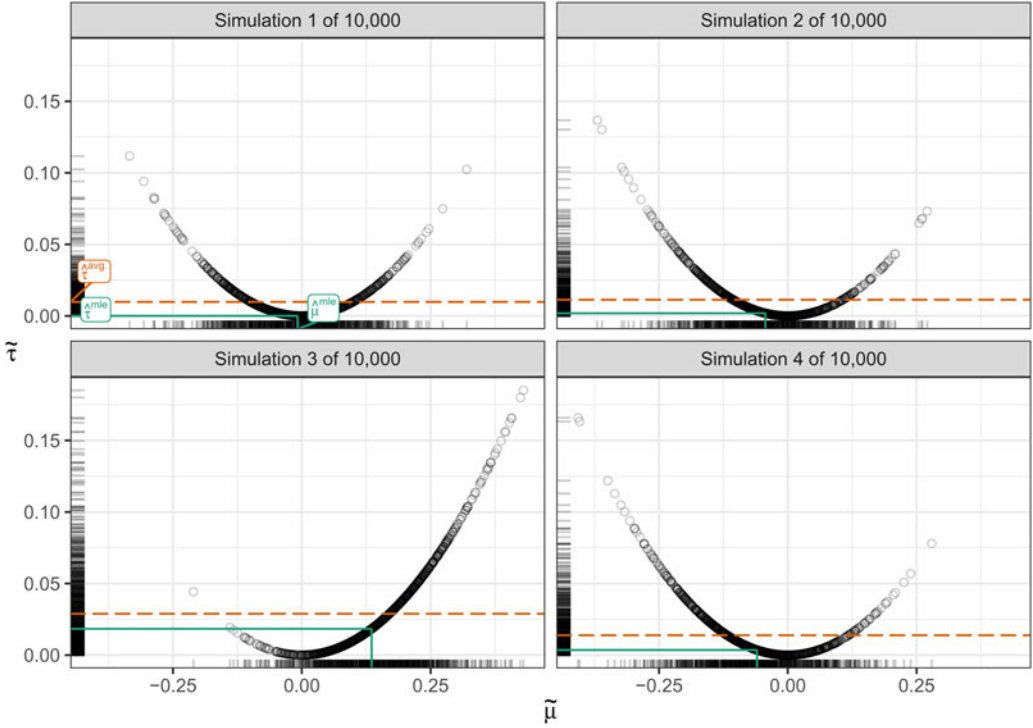 Simulation 1 of 10,000
Simulation 2 of 10,000
0.15
0.10
0.05
0.00
τ̂avg.
τ̂mle
μ̂mle
τ̃
Simulation 3 of 10,000
Simulation 4 of 10,000
0.15
0.10
0.05
0.00
−0.25 0.00 0.25 −0.25 0.00 0.25
μ̃